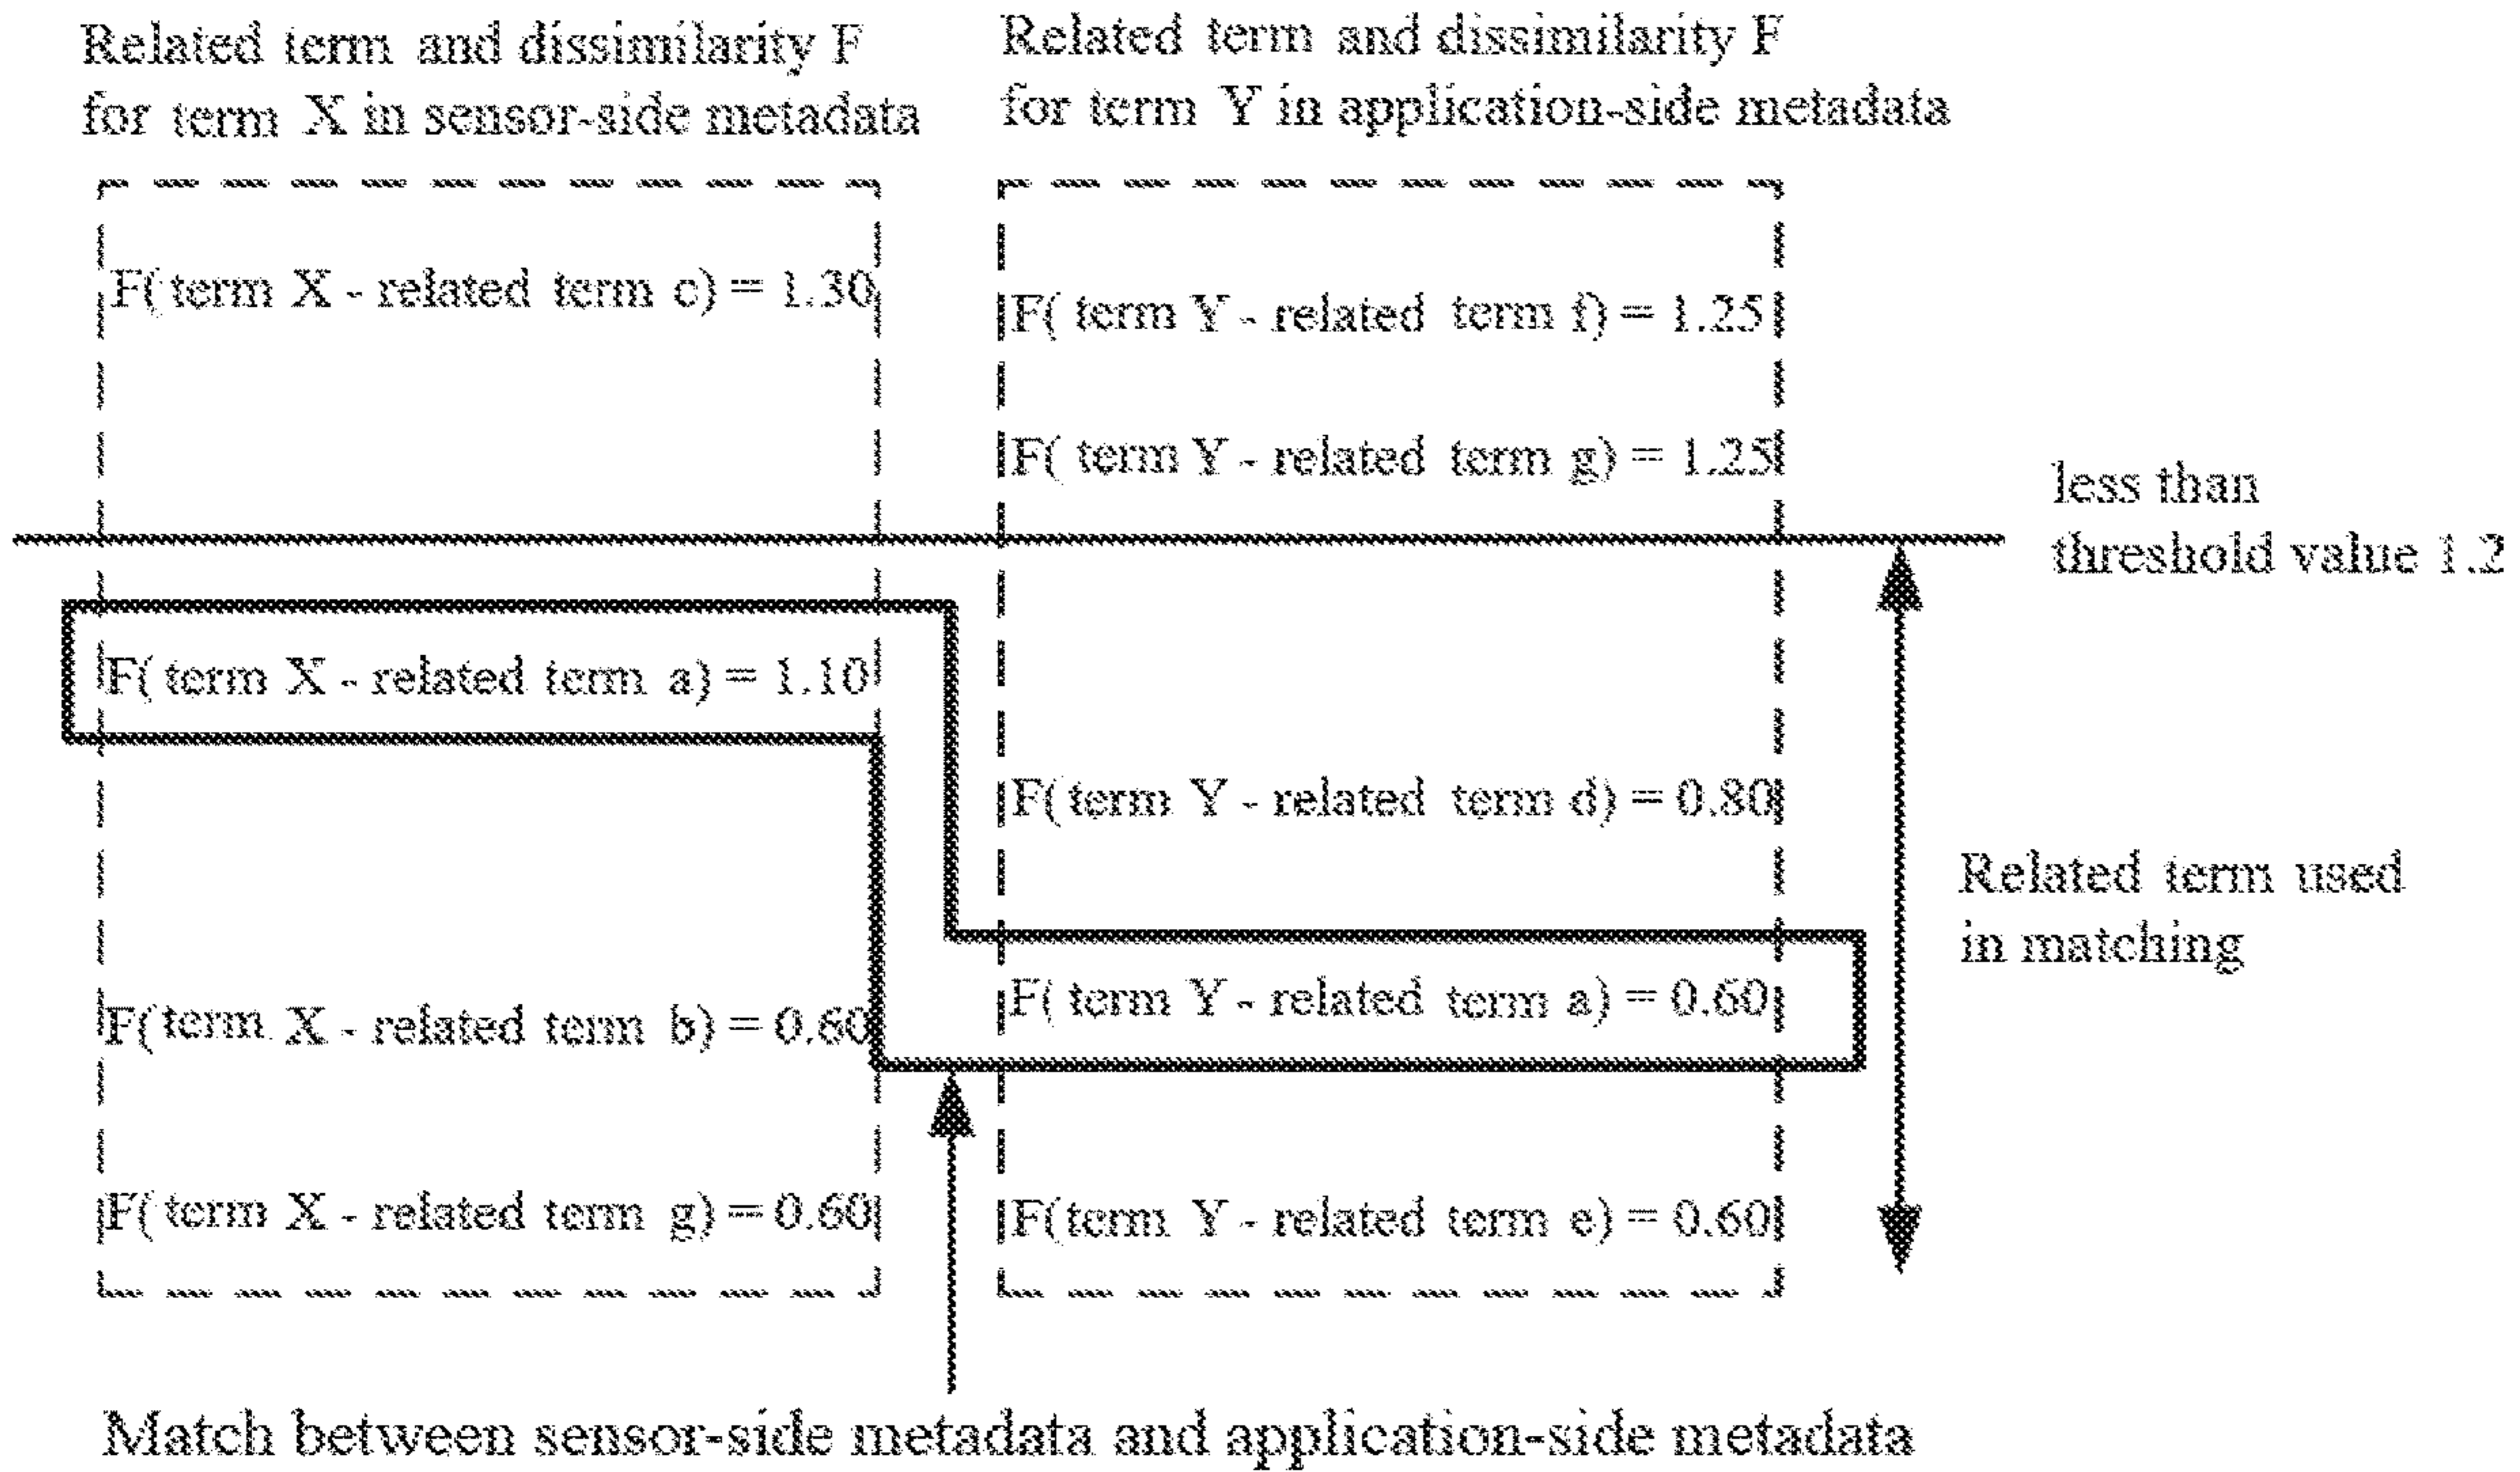 Related term and dissimilarity F
for term X in sensor-side metadata
Related term and dissimilarity F
for term Y in application-side metadata
F( term X - related term c) = 1.30
F( term Y - related term f) = 1.25
F( term Y - related term g) = 1.25
less than
threshold value 1.2
F( term X - related term a) = 1.10
F( term Y - related term d) = 0.80
Related term used
in matching
F( term Y - related term a) = 0.60
F( term X - related term b) = 0.60
F( term X - related term g) = 0.60
F( term Y - related term e) = 0.60
Match between sensor-side metadata and application-side metadata